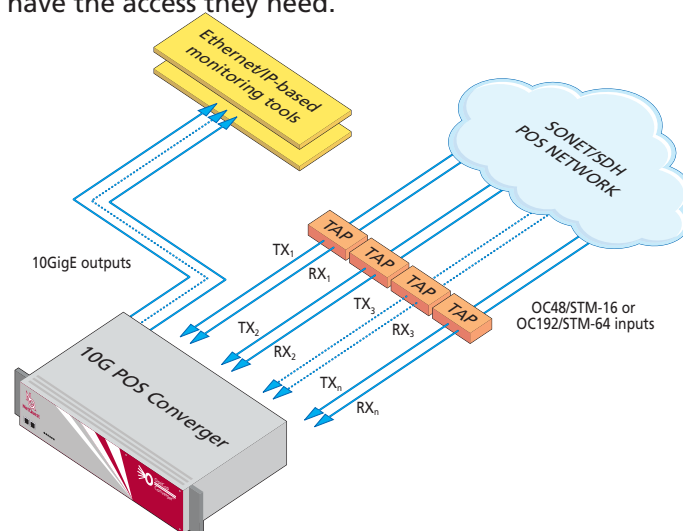 have the access they need.
Ethernet/IP-based
monitoring tools
SONET/SDH
POS NETWORK
TAP
TAP
TAP
TAP
TX1
RX1
10GigE outputs
TX2
RX2
TX3
RX3
OC48/STM-16 or
OC192/STM-64 inputs
TXn
RXn
10G POS Converger